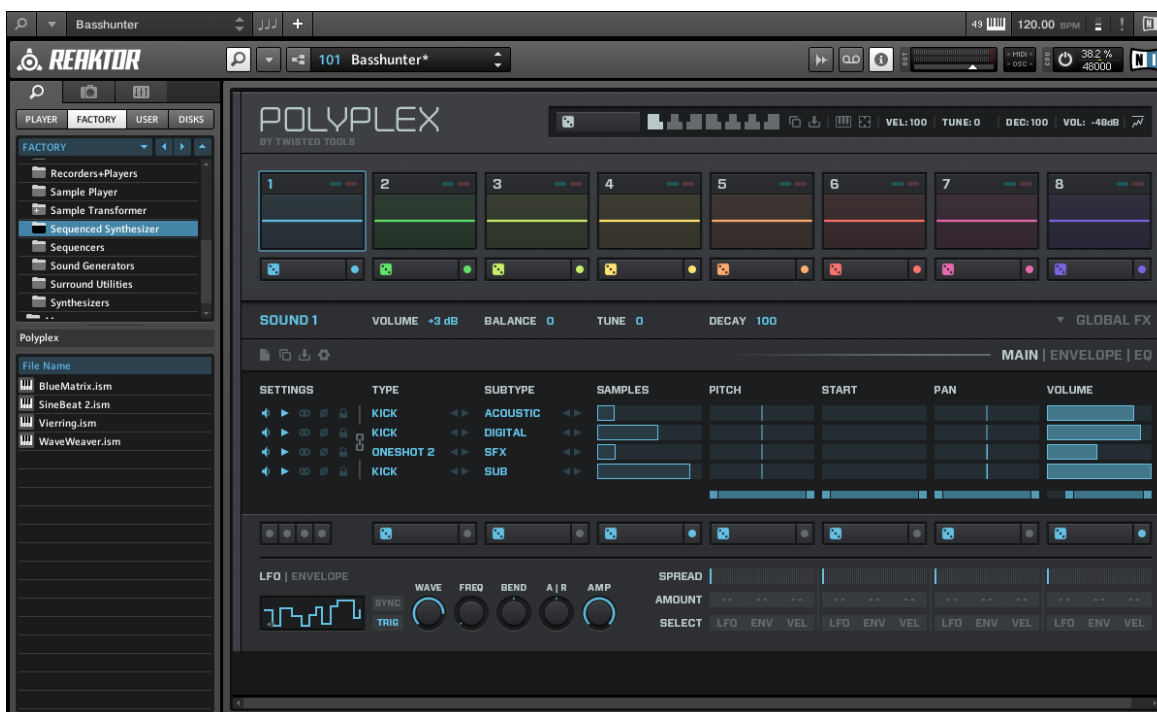 Basshunter
49
120.00 BPM
!
REAKTOR
101 Basshunter*
i
OUT
MIDI
OSC
CPU
38.2 %
48000
NI
PLAYER FACTORY USER DISKS
FACTORY
Recorders+Players
Sample Player
Sample Transformer
Sequenced Synthesizer
Sequencers
Sound Generators
Surround Utilities
Synthesizers
Polyplex
File Name
BlueMatrix.ism
SineBeat 2.ism
Vierring.ism
WaveWeaver.ism
POLYPLEX
BY TWISTED TOOLS
VEL:100 TUNE:0 DEC:100 VOL: -48dB
1 2 3 4 5 6 7 8
SOUND 1 VOLUME +3 dB BALANCE 0 TUNE 0 DECAY 100 GLOBAL FX
MAIN | ENVELOPE | EQ
SETTINGS TYPE SUBTYPE SAMPLES PITCH START PAN VOLUME
KICK ACOUSTIC
KICK DIGITAL
ONESHOT 2 SFX
KICK SUB
LFO | ENVELOPE
WAVE FREQ BEND A|R AMP
SYNC
TRIG
SPREAD
AMOUNT -- -- -- -- -- -- -- -- -- -- -- --
SELECT LFO ENV VEL LFO ENV VEL LFO ENV VEL LFO ENV VEL